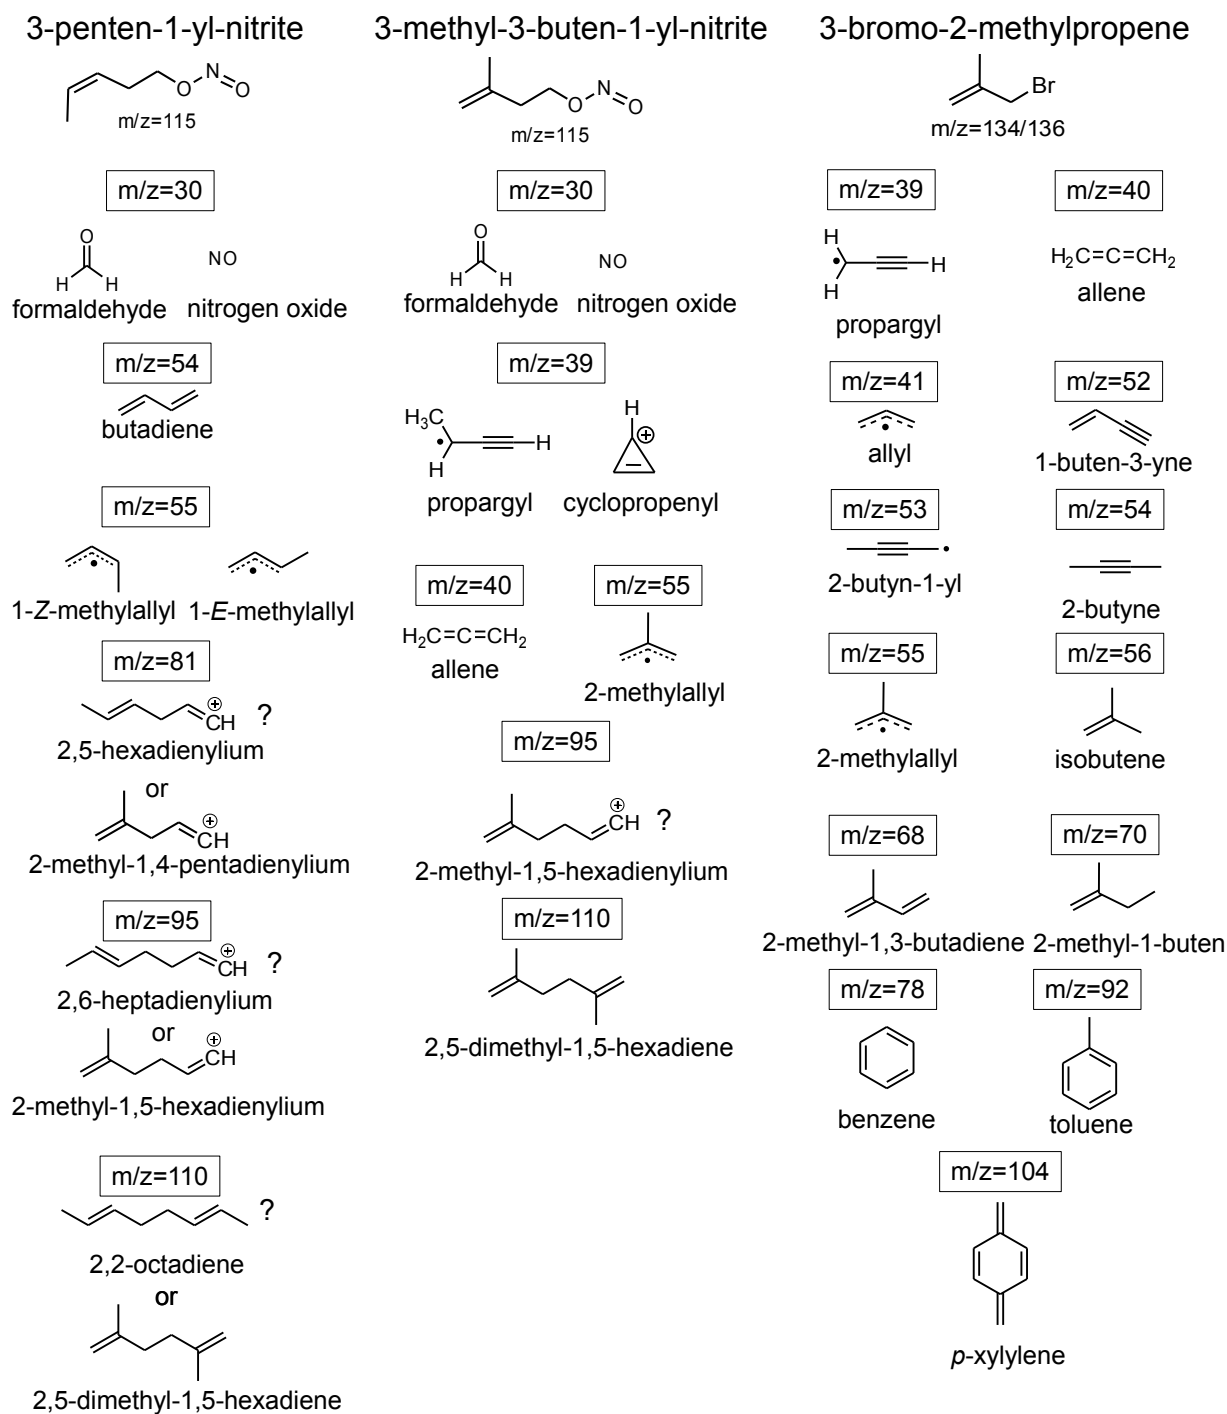 3-penten-1-yl-nitrite
O
N
O
m/z=115
m/z=30
O
H H
NO
formaldehyde nitrogen oxide
m/z=54
butadiene
m/z=55
1-Z-methylallyl 1-E-methylallyl
m/z=81
+
CH ?
2,5-hexadienylium
or
+
CH
2-methyl-1,4-pentadienylium
m/z=95
+
CH ?
2,6-heptadienylium
or
+
CH
2-methyl-1,5-hexadienylium
m/z=110
?
2,2-octadiene
or
2,5-dimethyl-1,5-hexadiene
3-methyl-3-buten-1-yl-nitrite
O
N
O
m/z=115
m/z=30
O
H H
NO
formaldehyde nitrogen oxide
m/z=39
H3C
H
H
H
+
propargyl cyclopropenyl
m/z=40 m/z=55
H2C=C=CH2
allene
2-methylallyl
m/z=95
+
CH ?
2-methyl-1,5-hexadienylium
m/z=110
2,5-dimethyl-1,5-hexadiene
3-bromo-2-methylpropene
Br
m/z=134/136
m/z=39 m/z=40
H
H
H
H2C=C=CH2
propargyl
allene
m/z=41 m/z=52
allyl 1-buten-3-yne
m/z=53 m/z=54
2-butyn-1-yl
2-butyne
m/z=55 m/z=56
2-methylallyl isobutene
m/z=68 m/z=70
2-methyl-1,3-butadiene 2-methyl-1-buten
m/z=78 m/z=92
benzene toluene
m/z=104
p-xylylene